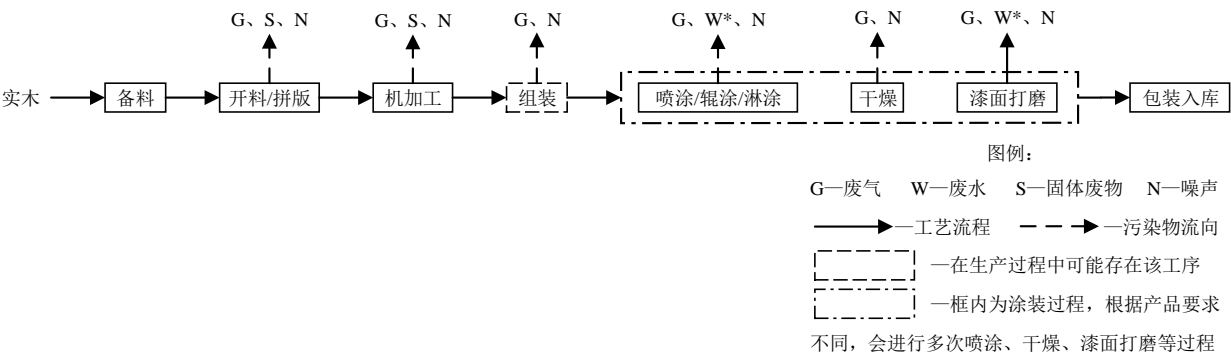 G、S、N G、S、N G、N G、W*、N G、N G、W*、N
实木 备料 开料/拼版 机加工 组装 喷涂/辊涂/淋涂 干燥 漆面打磨 包装入库
图例：
G—废气 W—废水 S—固体废物 N—噪声
—工艺流程 —污染物流向
—在生产过程中可能存在该工序
—框内为涂装过程，根据产品要求
不同，会进行多次喷涂、干燥、漆面打磨等过程